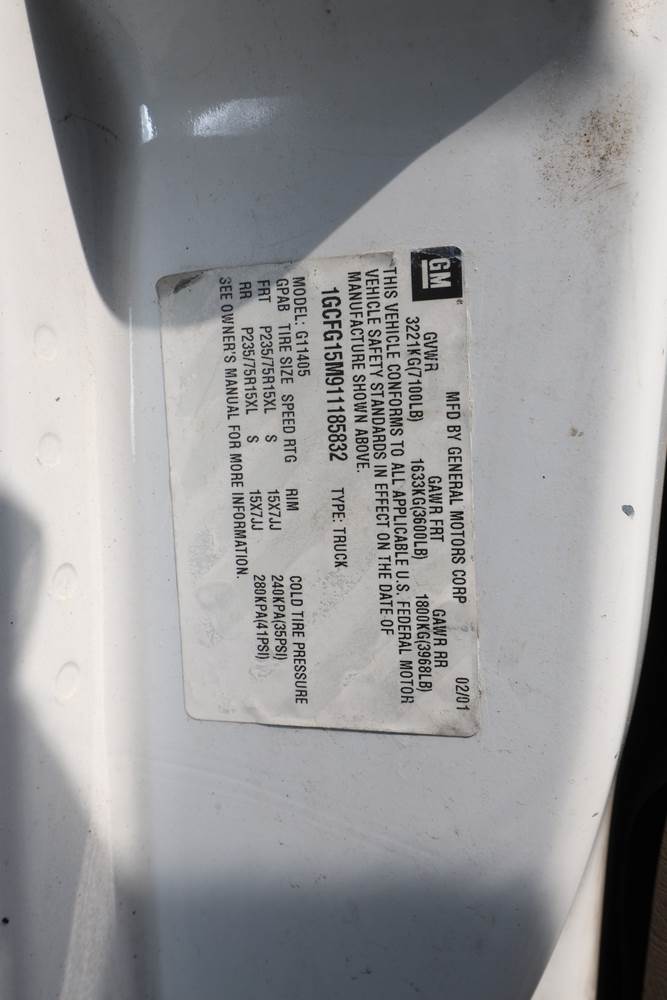 GM
MFD BY GENERAL MOTORS CORP 02/01
GVWR GAWR FRT GAWR RR
3221KG(7100LB) 1633KG(3600LB) 1800KG(3968LB)
THIS VEHICLE CONFORMS TO ALL APPLICABLE U.S. FEDERAL MOTOR
VEHICLE SAFETY STANDARDS IN EFFECT ON THE DATE OF
MANUFACTURE SHOWN ABOVE.
1GCFG15M911185832 TYPE: TRUCK
MODEL: G11405
GPAB TIRE SIZE SPEED RTG RIM COLD TIRE PRESSURE
FRT P235/75R15XL S 15X7JJ 240KPA(35PSI)
RR P235/75R15XL S 15X7JJ 280KPA(41PSI)
SEE OWNER'S MANUAL FOR MORE INFORMATION.